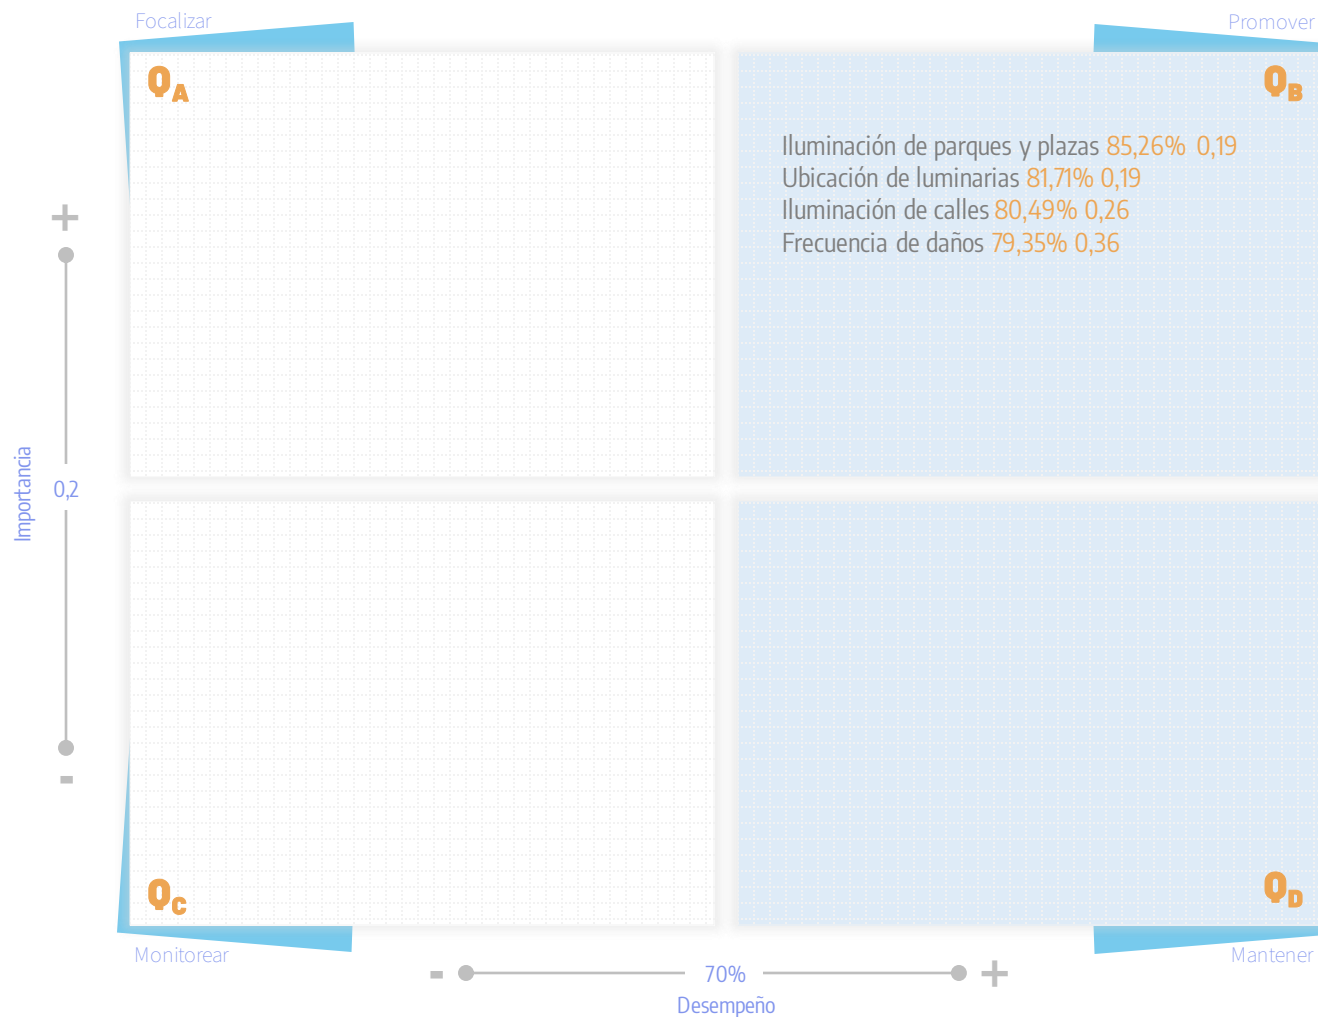 Focalizar
Promover
QA
QB
Iluminación de parques y plazas 85,26% 0,19
Ubicación de luminarias 81,71% 0,19
Iluminación de calles 80,49% 0,26
Frecuencia de daños 79,35% 0,36
+
Importancia
0,2
-
QC
QD
Monitorear
Mantener
- 70% +
Desempeño